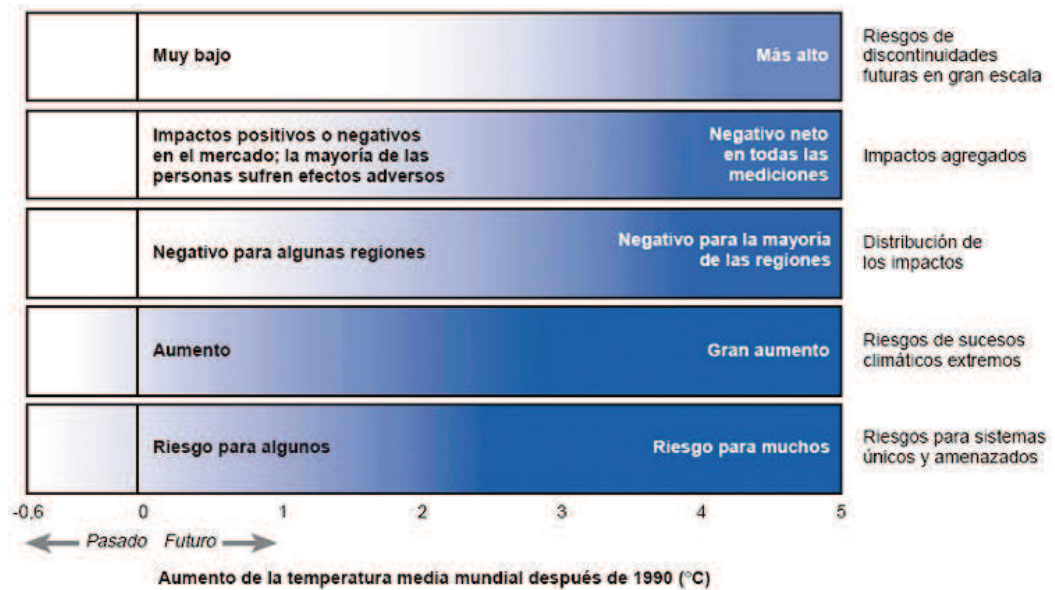 Muy bajo
Más alto
Riesgos de
discontinuidades
futuras en gran escala
Impactos positivos o negativos
en el mercado; la mayoría de las
personas sufren efectos adversos
Negativo neto
en todas las
mediciones
Impactos agregados
Negativo para algunas regiones
Negativo para la mayoría
de las regiones
Distribución de
los impactos
Aumento
Gran aumento
Riesgos de sucesos
climáticos extremos
Riesgo para algunos
Riesgo para muchos
Riesgos para sistemas
únicos y amenazados
-0,6 0 1 2 3 4 5
Pasado Futuro
Aumento de la temperatura media mundial después de 1990 (°C)